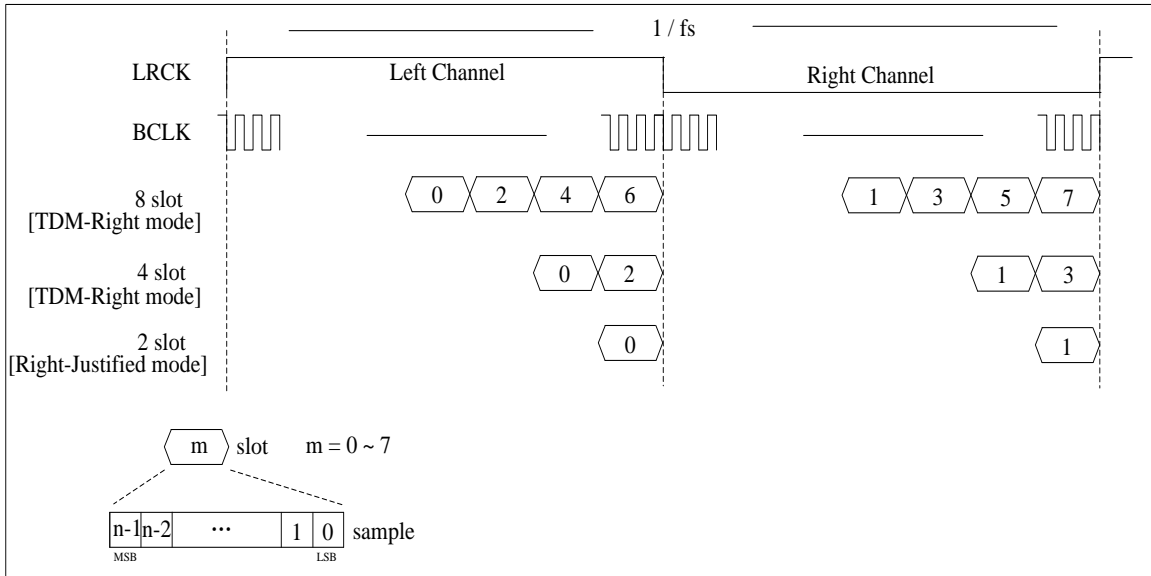 1 / fs
LRCK
Left Channel
Right Channel
BCLK
8 slot
[TDM-Right mode]
0 2 4 6 1 3 5 7
4 slot
[TDM-Right mode]
0 2 1 3
2 slot
[Right-Justified mode]
0 1
m slot m = 0 ~ 7
n-1 n-2 ... 1 0 sample
MSB LSB